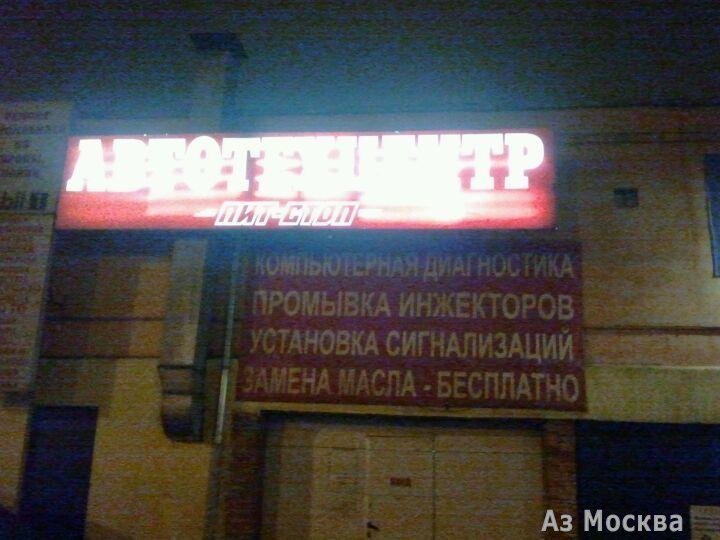 АВТОТЕХЦЕНТР
ПИТ-СТОП
КОМПЬЮТЕРНАЯ ДИАГНОСТИКА
ПРОМЫВКА ИНЖЕКТОРОВ
УСТАНОВКА СИГНАЛИЗАЦИЙ
ЗАМЕНА МАСЛА - БЕСПЛАТНО
Аз Москва